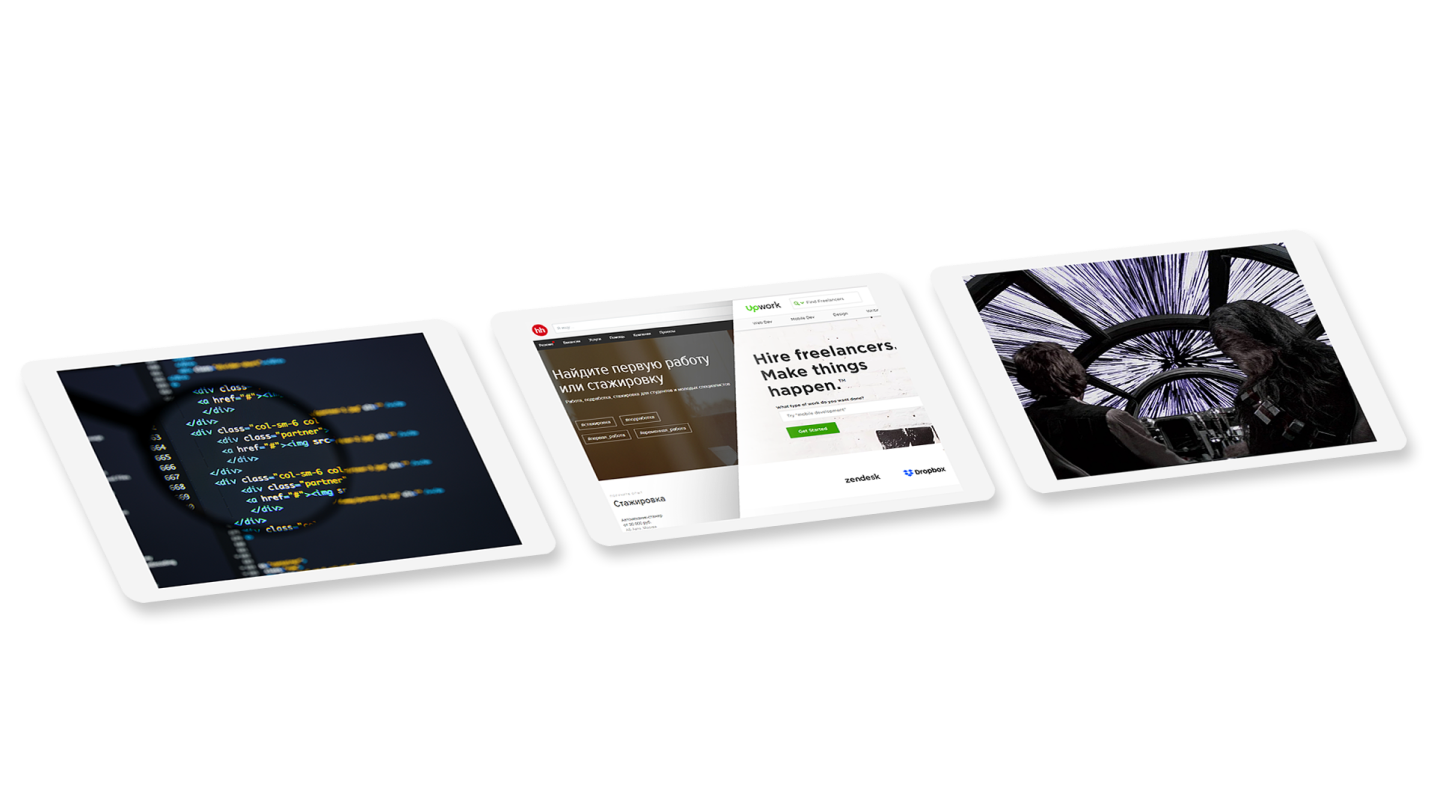 <div class=
<a href="#"><i
</div>
</div>
<div class="col-sm-6 col
<div class="partner"
<a href="#"><img src=
</div>
</div>
<div class="col-sm-6 col
<div class="partner"
<a href="#"><img s
</div>
</div>
<div class=
664
665
666
667
668
669
hh
Найдите первую работу
или стажировку
Работа, подработка, стажировка для студентов и молодых специалистов
#стажировка #подработка
#первая_работа #временная_работа
Стажировка
Upwork
Find Freelancers
Web Dev Mobile Dev Design
Hire freelancers.
Make things
happen.™
What type of work do you want done?
Try "mobile development"
Get Started
zendesk Dropbox